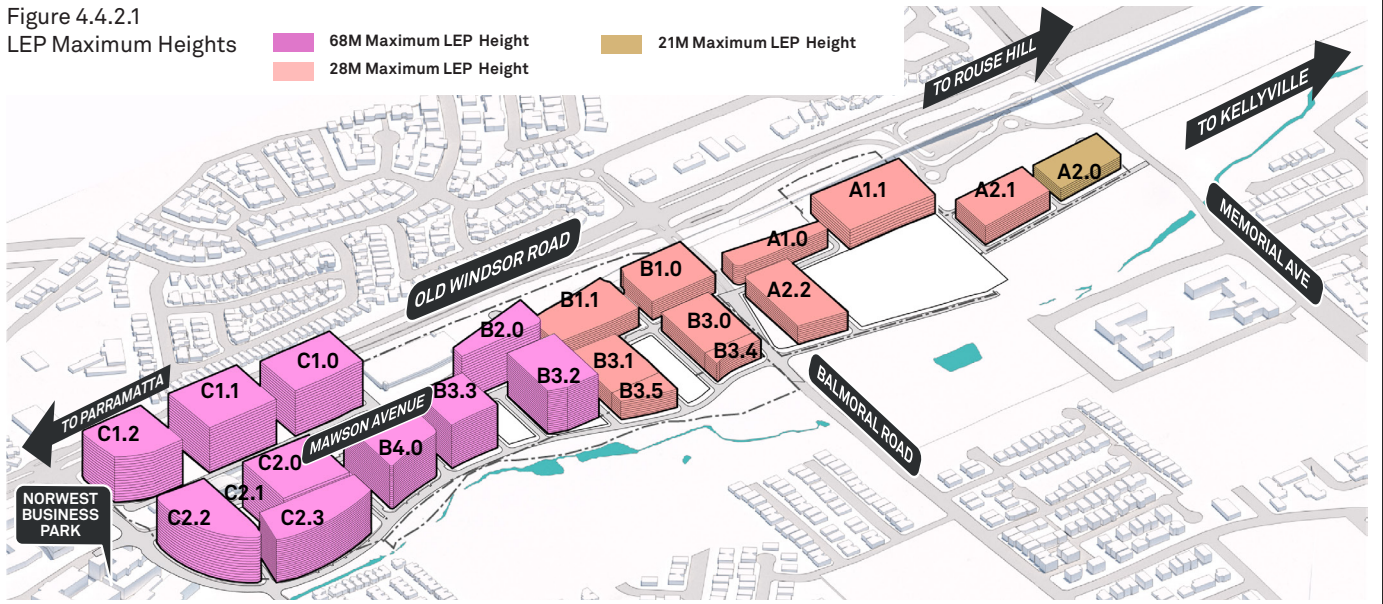 Figure 4.4.2.1
LEP Maximum Heights
68M Maximum LEP Height
28M Maximum LEP Height
21M Maximum LEP Height
TO ROUSE HILL
TO KELLYVILLE
A2.0
A2.1
A1.1
MEMORIAL AVE
A1.0
OLD WINDSOR ROAD
B1.0
A2.2
B1.1
B2.0
B3.0
B3.4
B3.1
B3.2
B3.5
C1.0
C1.1
B3.3
TO PARRAMATTA
MAWSON AVENUE
BALMORAL ROAD
C1.2
B4.0
C2.0
C2.1
C2.2
C2.3
NORWEST
BUSINESS
PARK